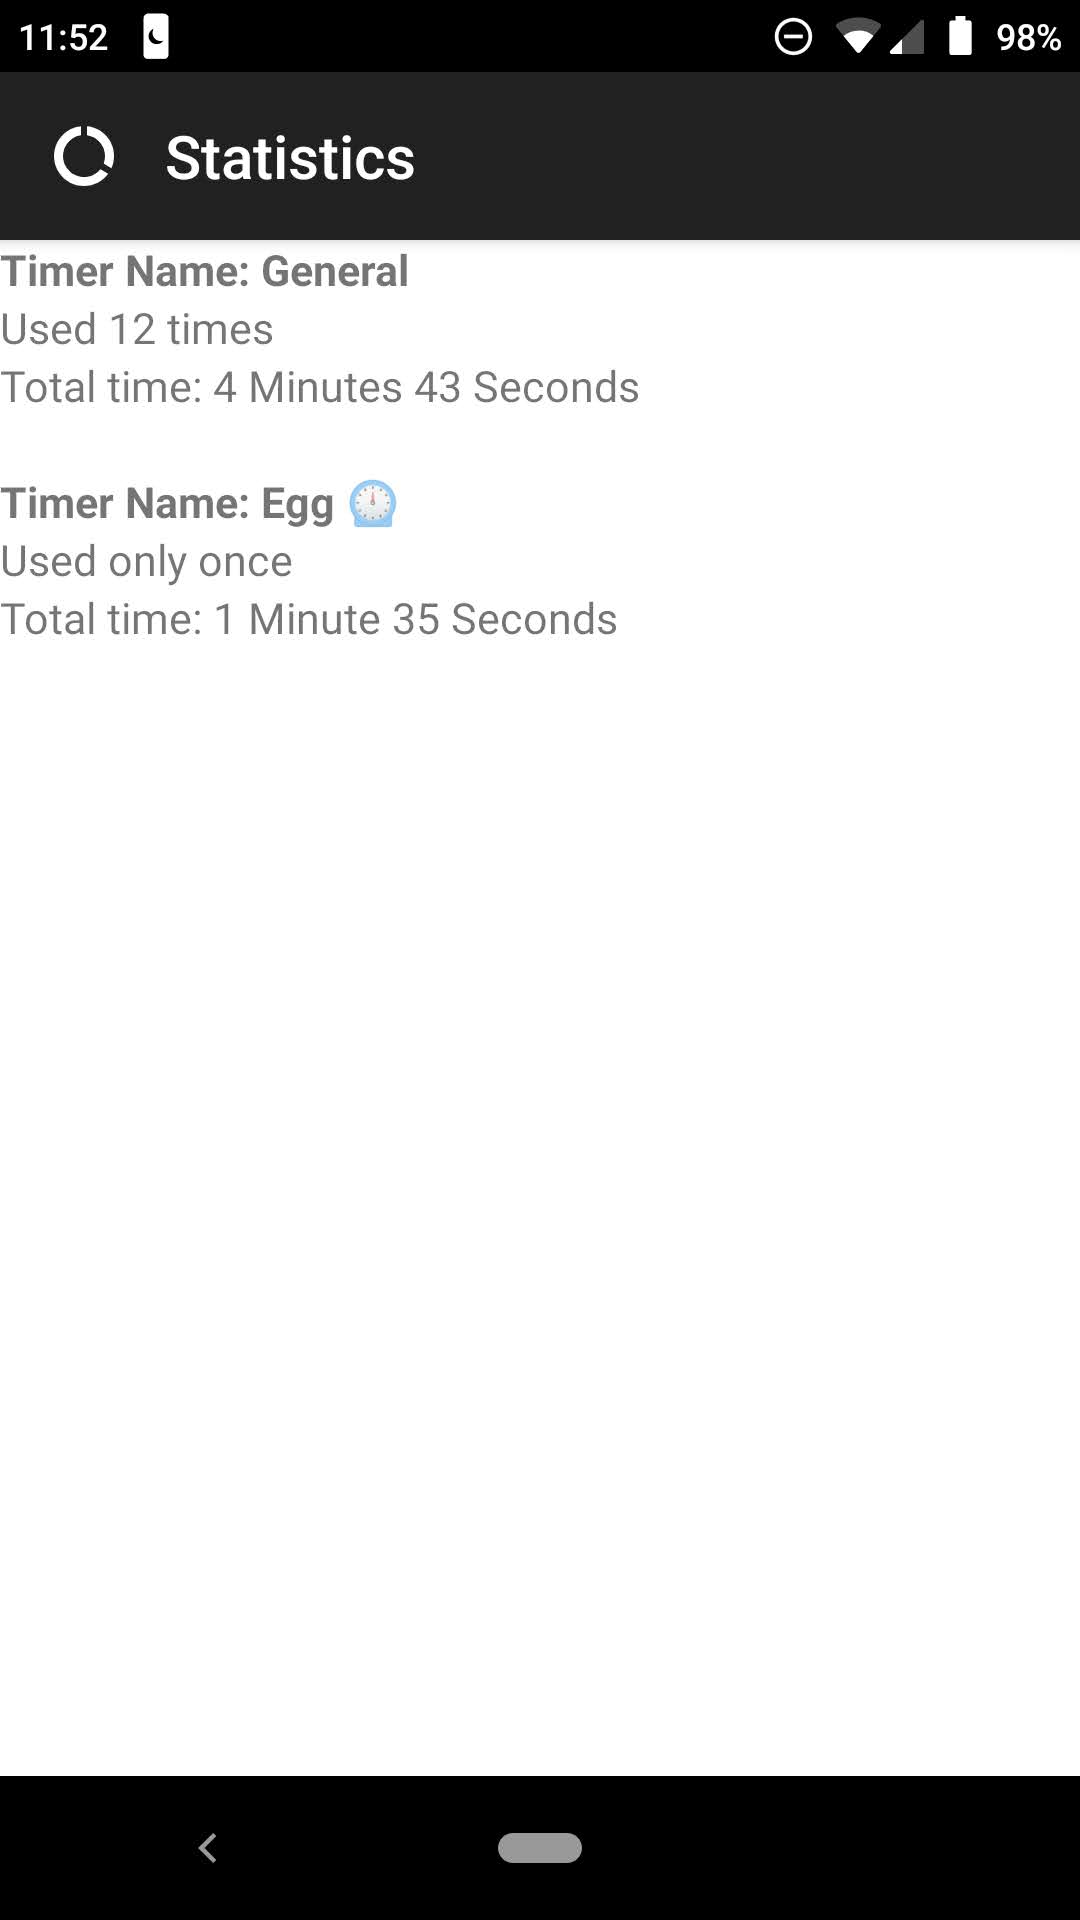 11:52
98%
Statistics
Timer Name: General
Used 12 times
Total time: 4 Minutes 43 Seconds
Timer Name: Egg
Used only once
Total time: 1 Minute 35 Seconds